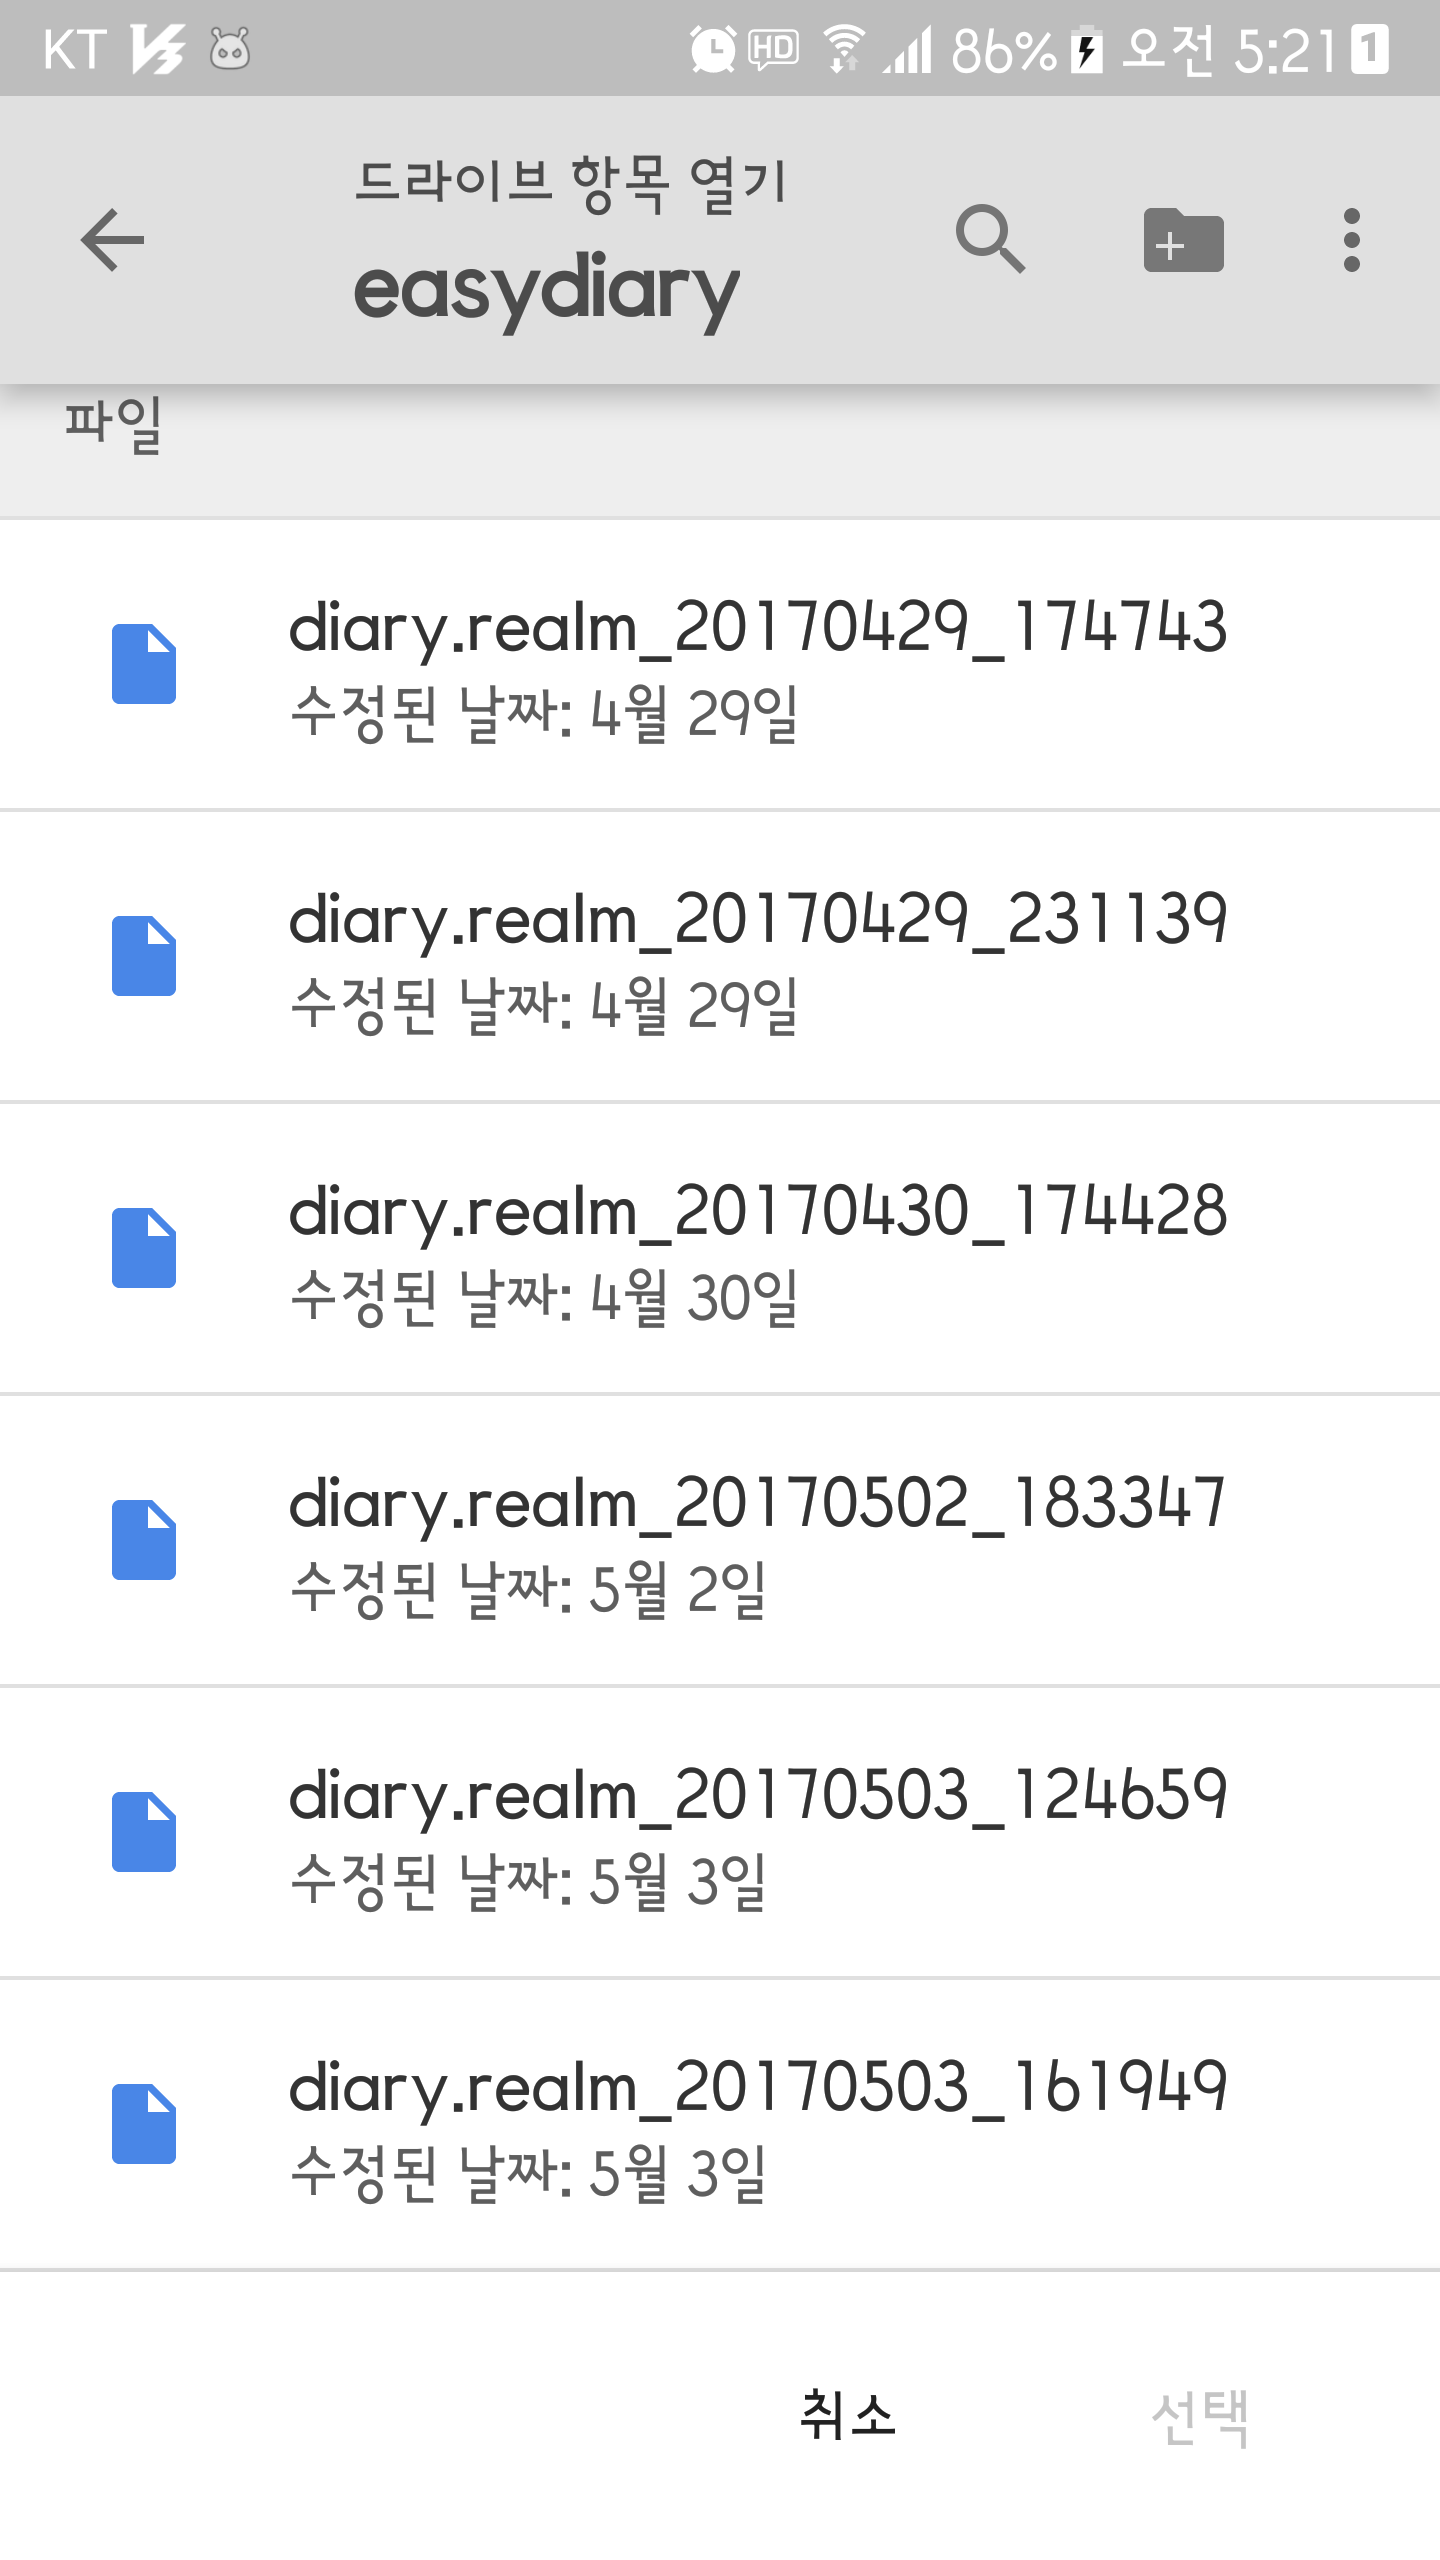 KT HD 86% 오전 5:21 1
드라이브 항목 열기
easydiary
파일
diary.realm_20170429_174743
수정된 날짜: 4월 29일
diary.realm_20170429_231139
수정된 날짜: 4월 29일
diary.realm_20170430_174428
수정된 날짜: 4월 30일
diary.realm_20170502_183347
수정된 날짜: 5월 2일
diary.realm_20170503_124659
수정된 날짜: 5월 3일
diary.realm_20170503_161949
수정된 날짜: 5월 3일
취소 선택